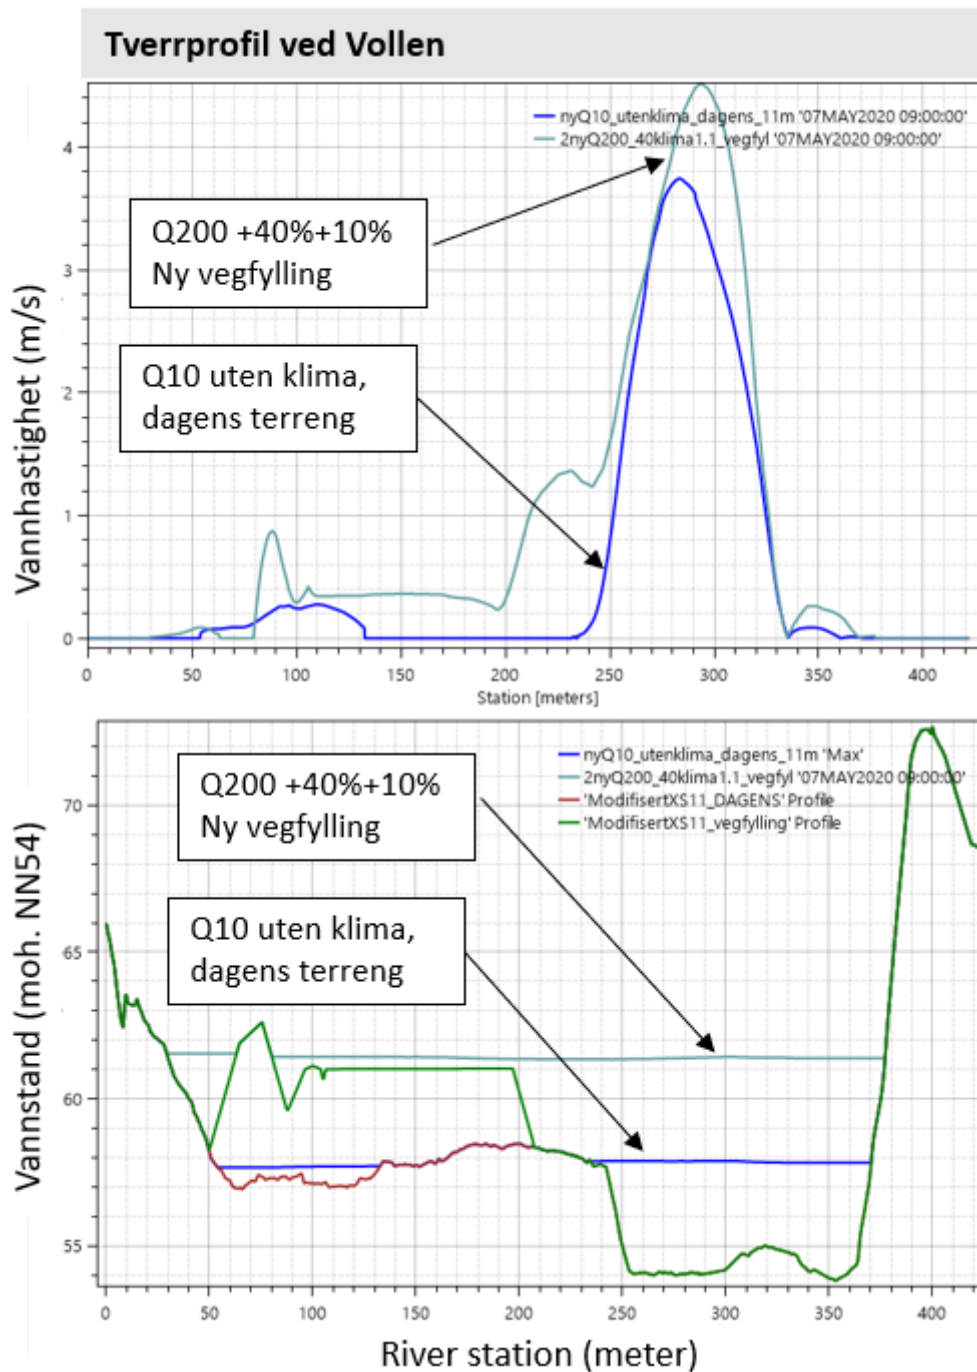 Tverrprofil ved Vollen
nyQ10_utenklima_dagens_11m '07MAY2020 09:00:00'
2nyQ200_40klima1.1_vegfyl '07MAY2020 09:00:00'
Q200 +40%+10%
Ny vegfylling
Q10 uten klima,
dagens terreng
Vannhastighet (m/s)
4
3
2
1
0
0 50 100 150 200 250 300 350 400
Station [meters]
nyQ10_utenklima_dagens_11m 'Max'
2nyQ200_40klima1.1_vegfyl '07MAY2020 09:00:00'
'ModifisertXS11_DAGENS' Profile
'ModifisertXS11_vegfylling' Profile
Q200 +40%+10%
Ny vegfylling
Q10 uten klima,
dagens terreng
Vannstand (moh. NN54)
70
65
60
55
0 50 100 150 200 250 300 350 400
River station (meter)